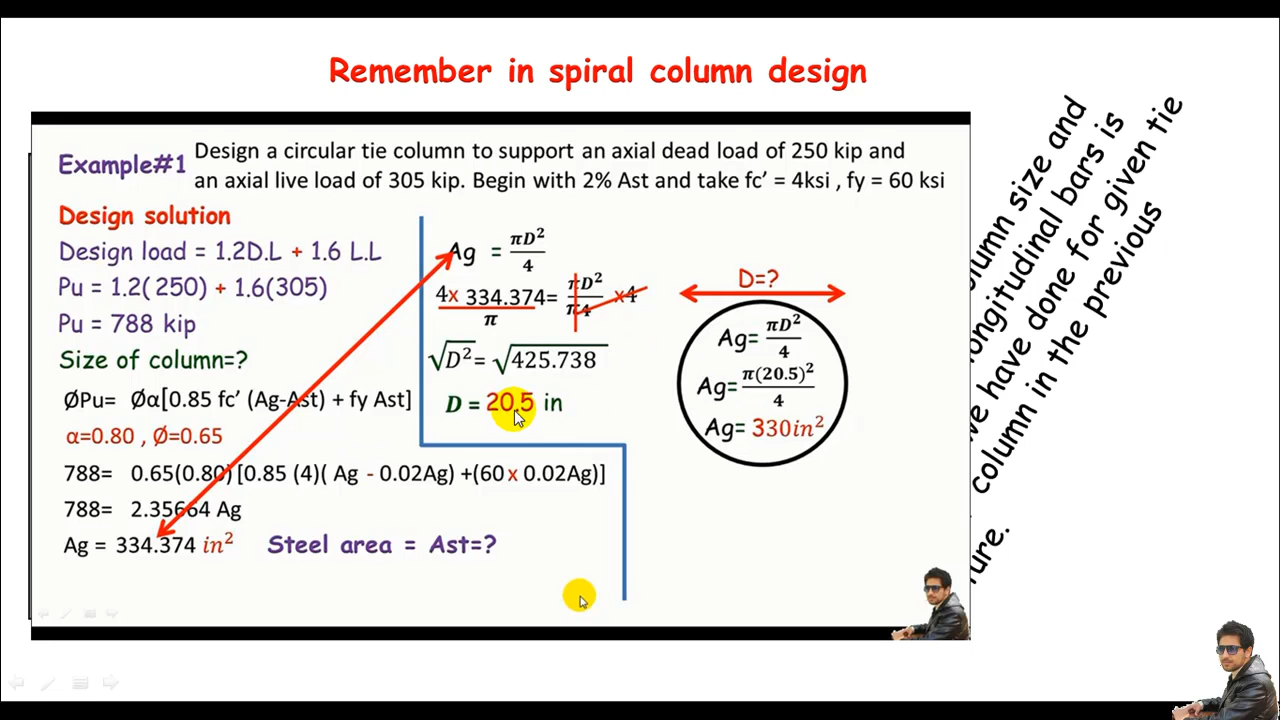 Remember in spiral column design
Example#1 Design a circular tie column to support an axial dead load of 250 kip and
an axial live load of 305 kip. Begin with 2% Ast and take fc’ = 4ksi , fy = 60 ksi
Design solution
Design load = 1.2D.L + 1.6 L.L
Pu = 1.2( 250) + 1.6(305)
Pu = 788 kip
Size of column=?
ØPu= Øα[0.85 fc’ (Ag-Ast) + fy Ast]
α=0.80 , Ø=0.65
788= 0.65(0.80) [0.85 (4)( Ag - 0.02Ag) +(60 x 0.02Ag)]
788= 2.35664 Ag
Ag = 334.374 in²
Steel area = Ast=?
Ag = πD²/4
4x 334.374/π = πD²/π4 x4
√D² = √425.738
D = 20.5 in
D=?
Ag= πD²/4
Ag= π(20.5)²/4
Ag= 330in²
olumn size and
ongitudinal bars is
ve have done for given tie
column in the previous
ure.